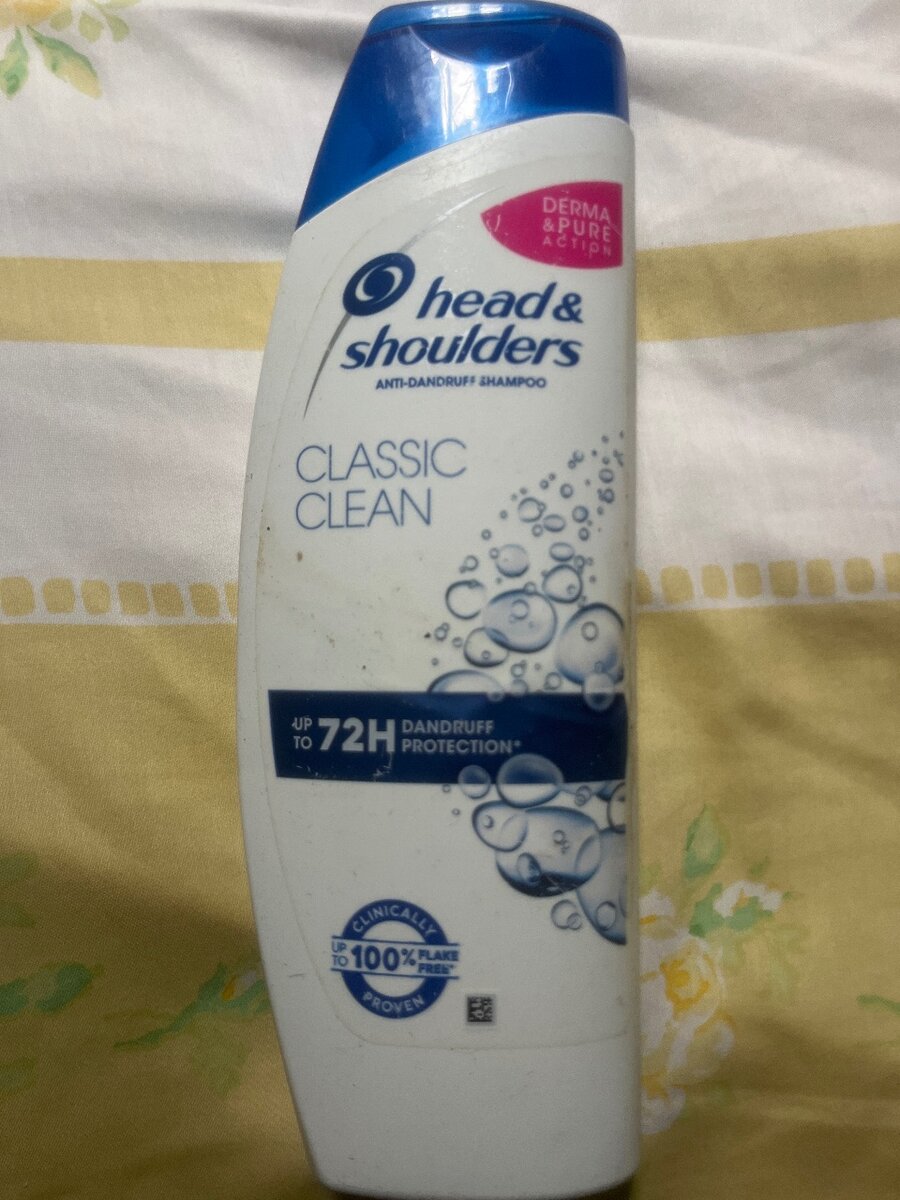 DERMA
&PURE
ACTION
head &
shoulders
ANTI-DANDRUFF SHAMPOO
CLASSIC
CLEAN
UP TO 72H DANDRUFF
PROTECTION*
CLINICALLY
UP TO 100% FLAKE
FREE*
PROVEN